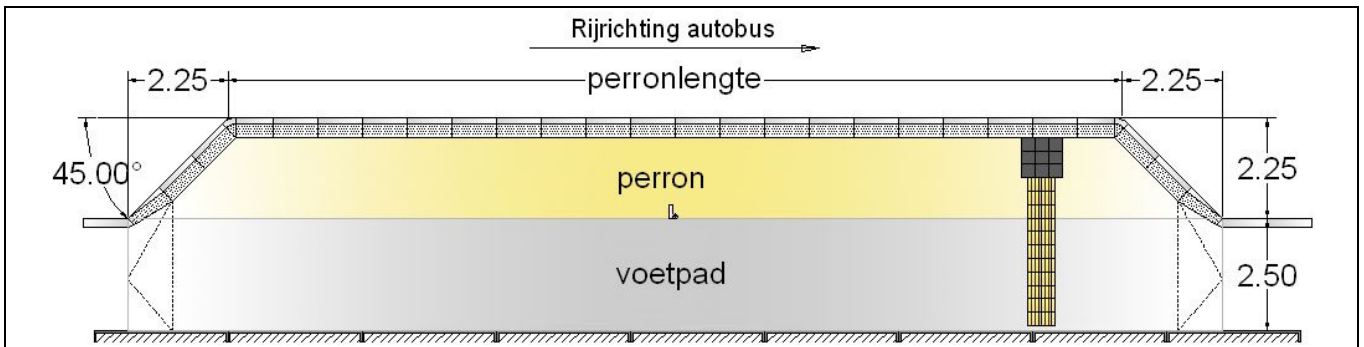 Rijrichting autobus
2.25
perronlengte
2.25
45.00°
perron
2.25
voetpad
2.50